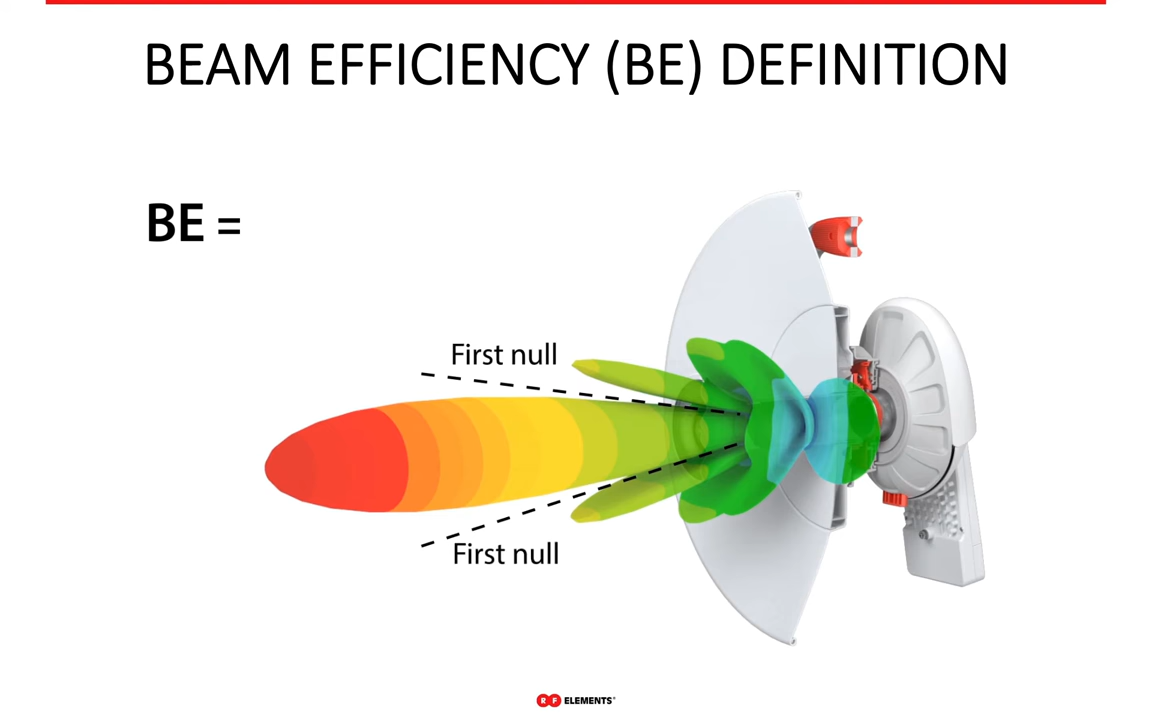 BEAM EFFICIENCY (BE) DEFINITION
BE =
First null
First null
RF ELEMENTS